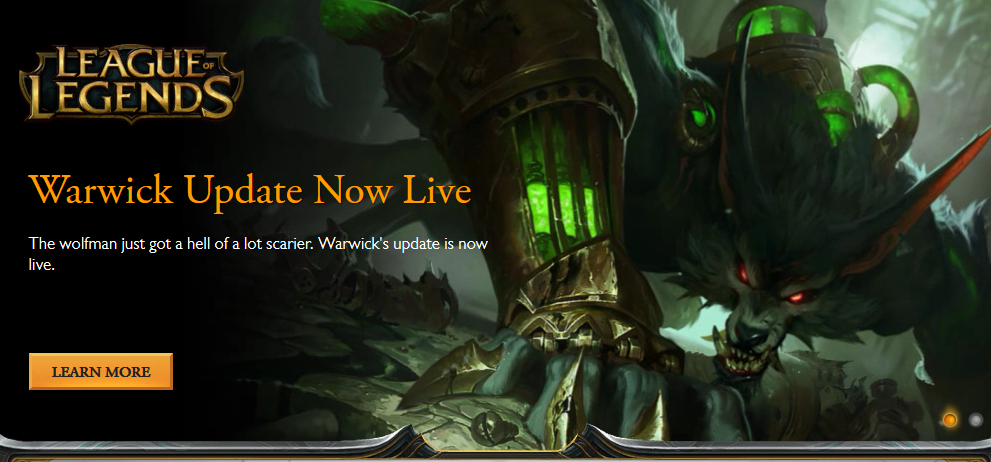 LEAGUE OF
LEGENDS
Warwick Update Now Live
The wolfman just got a hell of a lot scarier. Warwick's update is now
live.
LEARN MORE